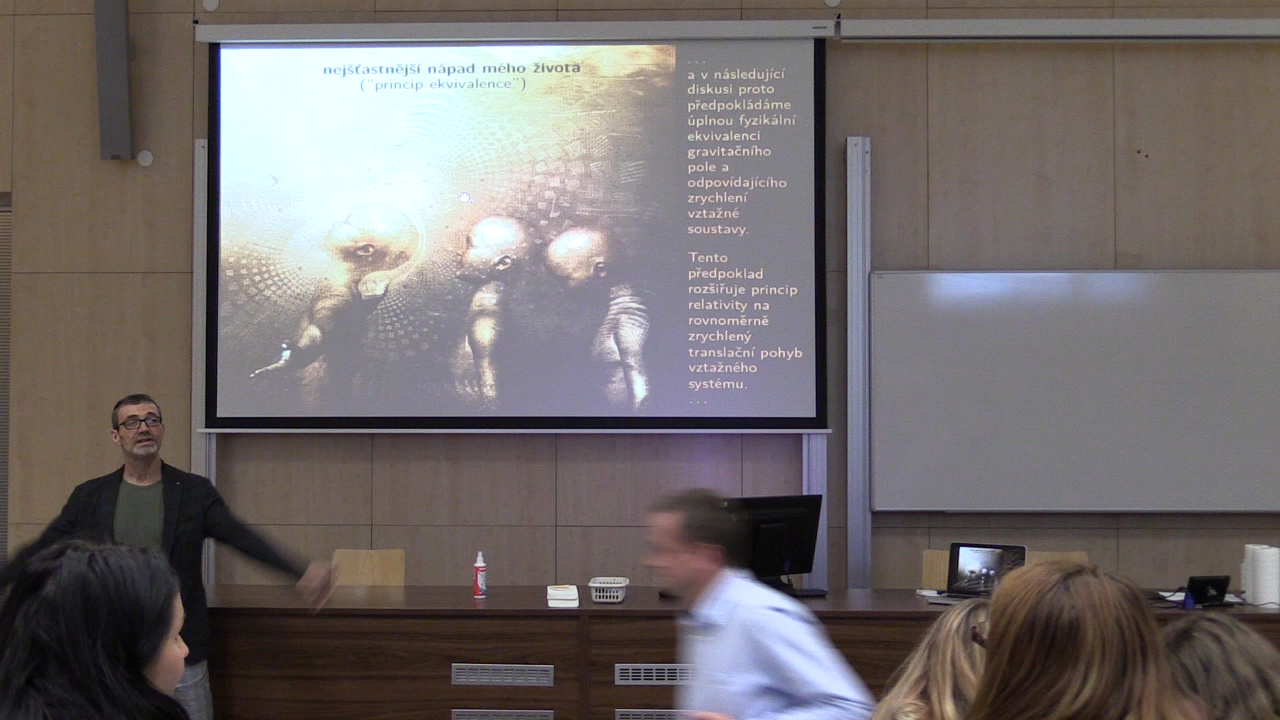 nejšťastnější nápad mého života
("princip ekvivalence")
...
a v následující
diskusi proto
předpokládáme
úplnou fyzikální
ekvivalenci
gravitačního
pole a
odpovídajícího
zrychlení
vztažné
soustavy.
Tento
předpoklad
rozšiřuje princip
relativity na
rovnoměrně
zrychlený
translační pohyb
vztažného
systému.
...